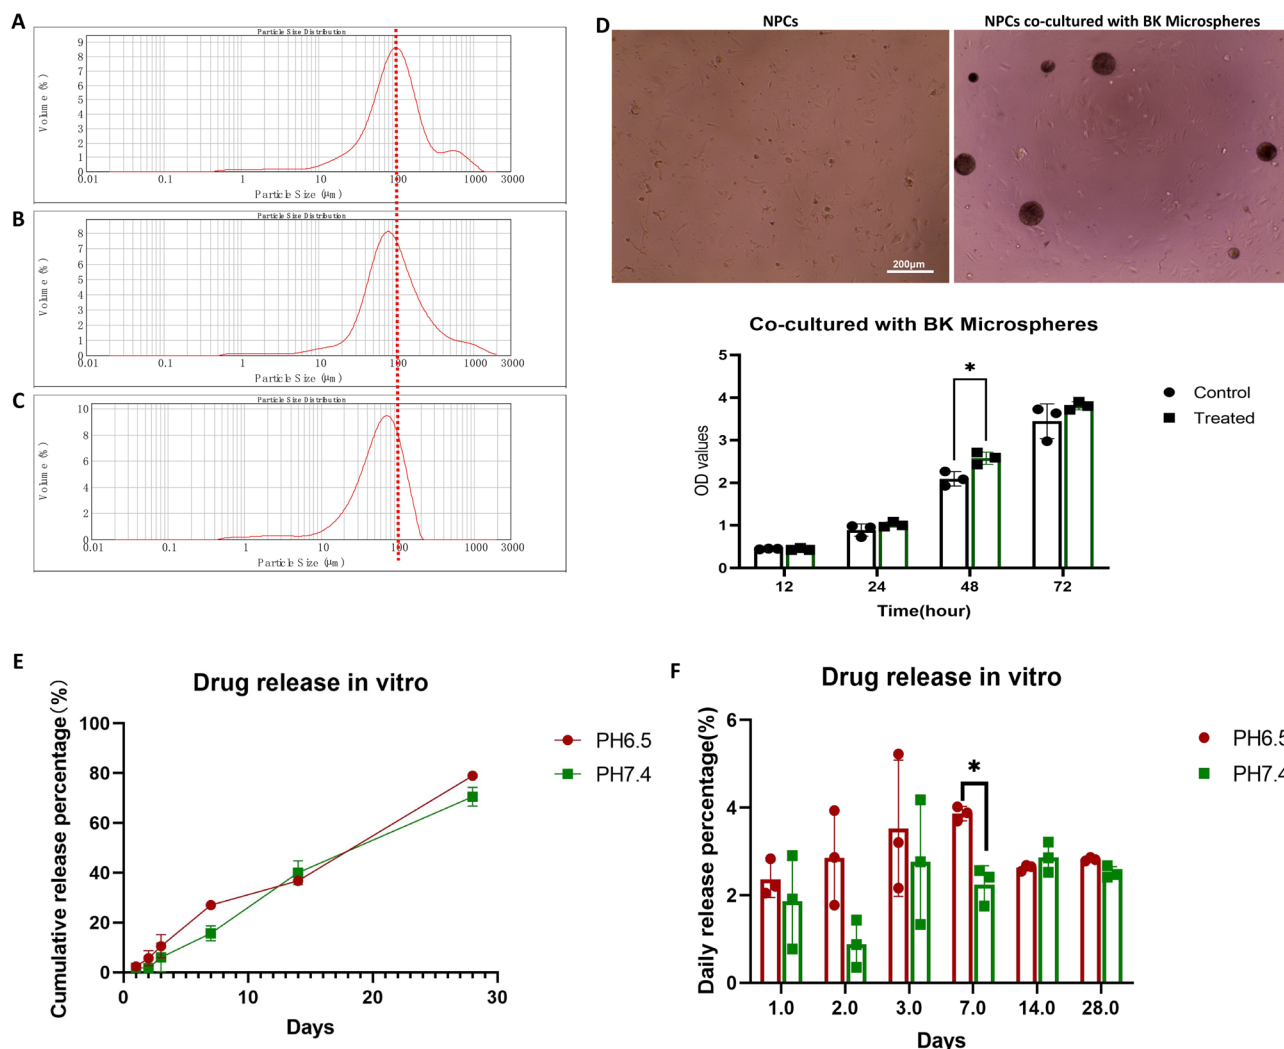 A
Particle Size Distribution
Volume (%)
9
8
7
6
5
4
3
2
1
0
0.01 0.1 1 10 100 1000 3000
Particle Size (μm)
B
Particle Size Distribution
Volume (%)
8
7
6
5
4
3
2
1
0
0.01 0.1 1 10 100 1000 3000
Particle Size (μm)
C
Particle Size Distribution
Volume (%)
10
8
6
4
2
0
0.01 0.1 1 10 100 1000 3000
Particle Size (μm)
D
NPCs
NPCs co-cultured with BK Microspheres
200μm
Co-cultured with BK Microspheres
OD values
5
4
3
2
1
0
*
12 24 48 72
Time(hour)
Control
Treated
E
Drug release in vitro
Cumulative release percentage(%)
100
80
60
40
20
0
0 10 20 30
Days
PH6.5
PH7.4
F
Drug release in vitro
Daily release percentage(%)
6
4
2
0
*
1.0 2.0 3.0 7.0 14.0 28.0
Days
PH6.5
PH7.4